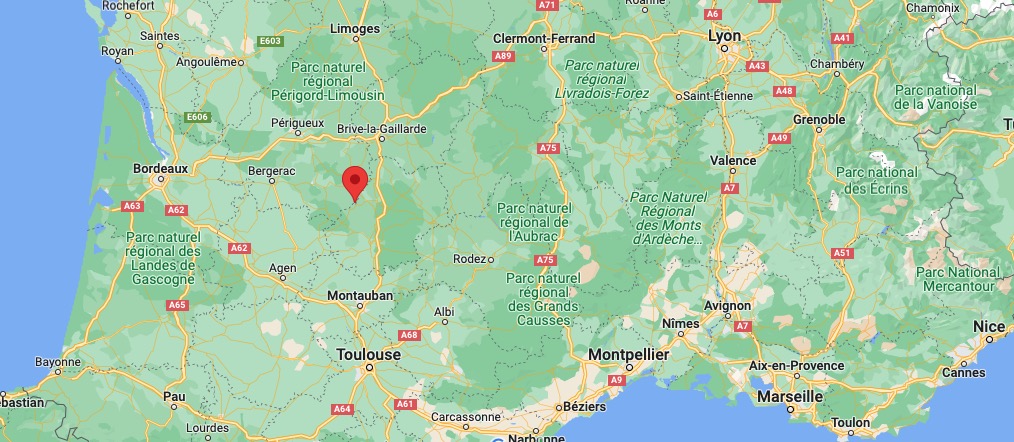 Rochefort
Saintes
Royan
Angoulême
E603
Limoges
A71
Roanne
Clermont-Ferrand
A89
A6
Lyon
A43
A41
Chamonix
Chambéry
Parc naturel
régional
Périgord-Limousin
Parc naturel
régional
Livradois-Forez
Saint-Étienne
A48
Parc national
de la Vanoise
E606
Périgueux
Brive-la-Gaillarde
Grenoble
A49
A75
Bordeaux
Bergerac
Valence
A7
Parc national
des Écrins
A63
A62
Parc naturel
régional de
l'Aubrac
Parc Naturel
Régional
des Monts
d'Ardèche...
Parc naturel
régional des
Landes de
Gascogne
A62
Agen
Rodez
A75
A51
Parc National
Mercantour
Parc naturel
régional
des Grands
Causses
A65
Montauban
Albi
A68
Avignon
A7
Nîmes
Nice
Bayonne
Toulouse
Montpellier
Aix-en-Provence
Cannes
A9
Pau
A64
A61
Béziers
Marseille
Carcassonne
Toulon
Lourdes
Narbonne